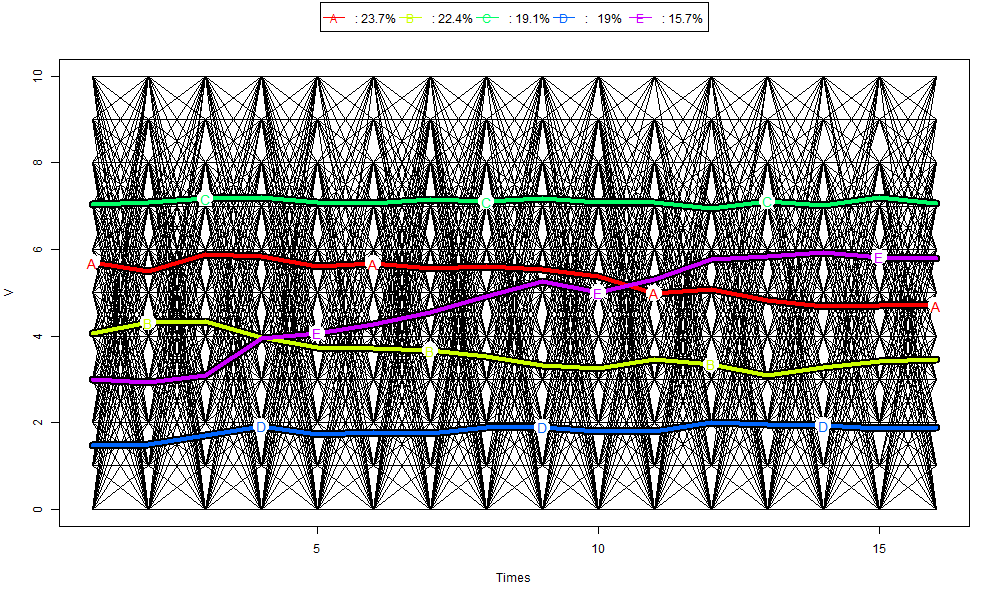 A : 23.7% B : 22.4% C : 19.1% D : 19% E : 15.7%
10
8
6
4
2
0
V
C C C
A A A A
E E E
B B B
D D D
5 10 15
Times